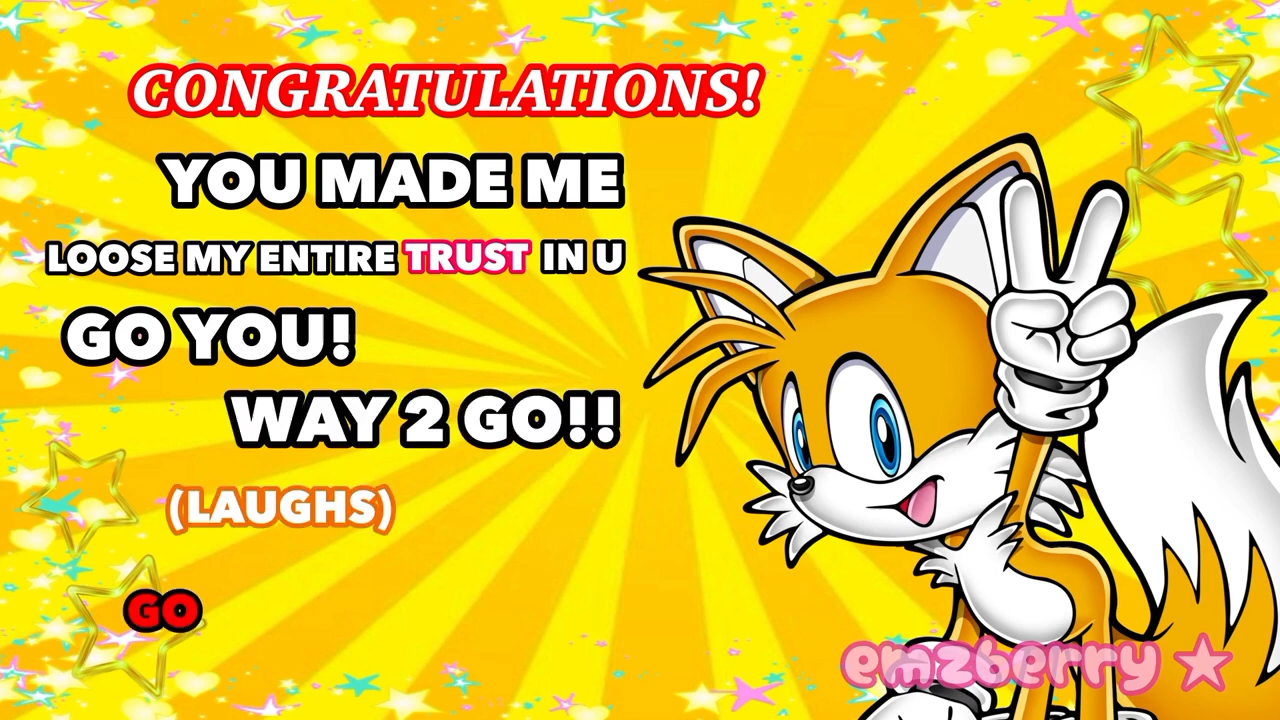 CONGRATULATIONS!
YOU MADE ME
LOOSE MY ENTIRE TRUST IN U
GO YOU!
WAY 2 GO!!
(LAUGHS)
GO
emzberry ★